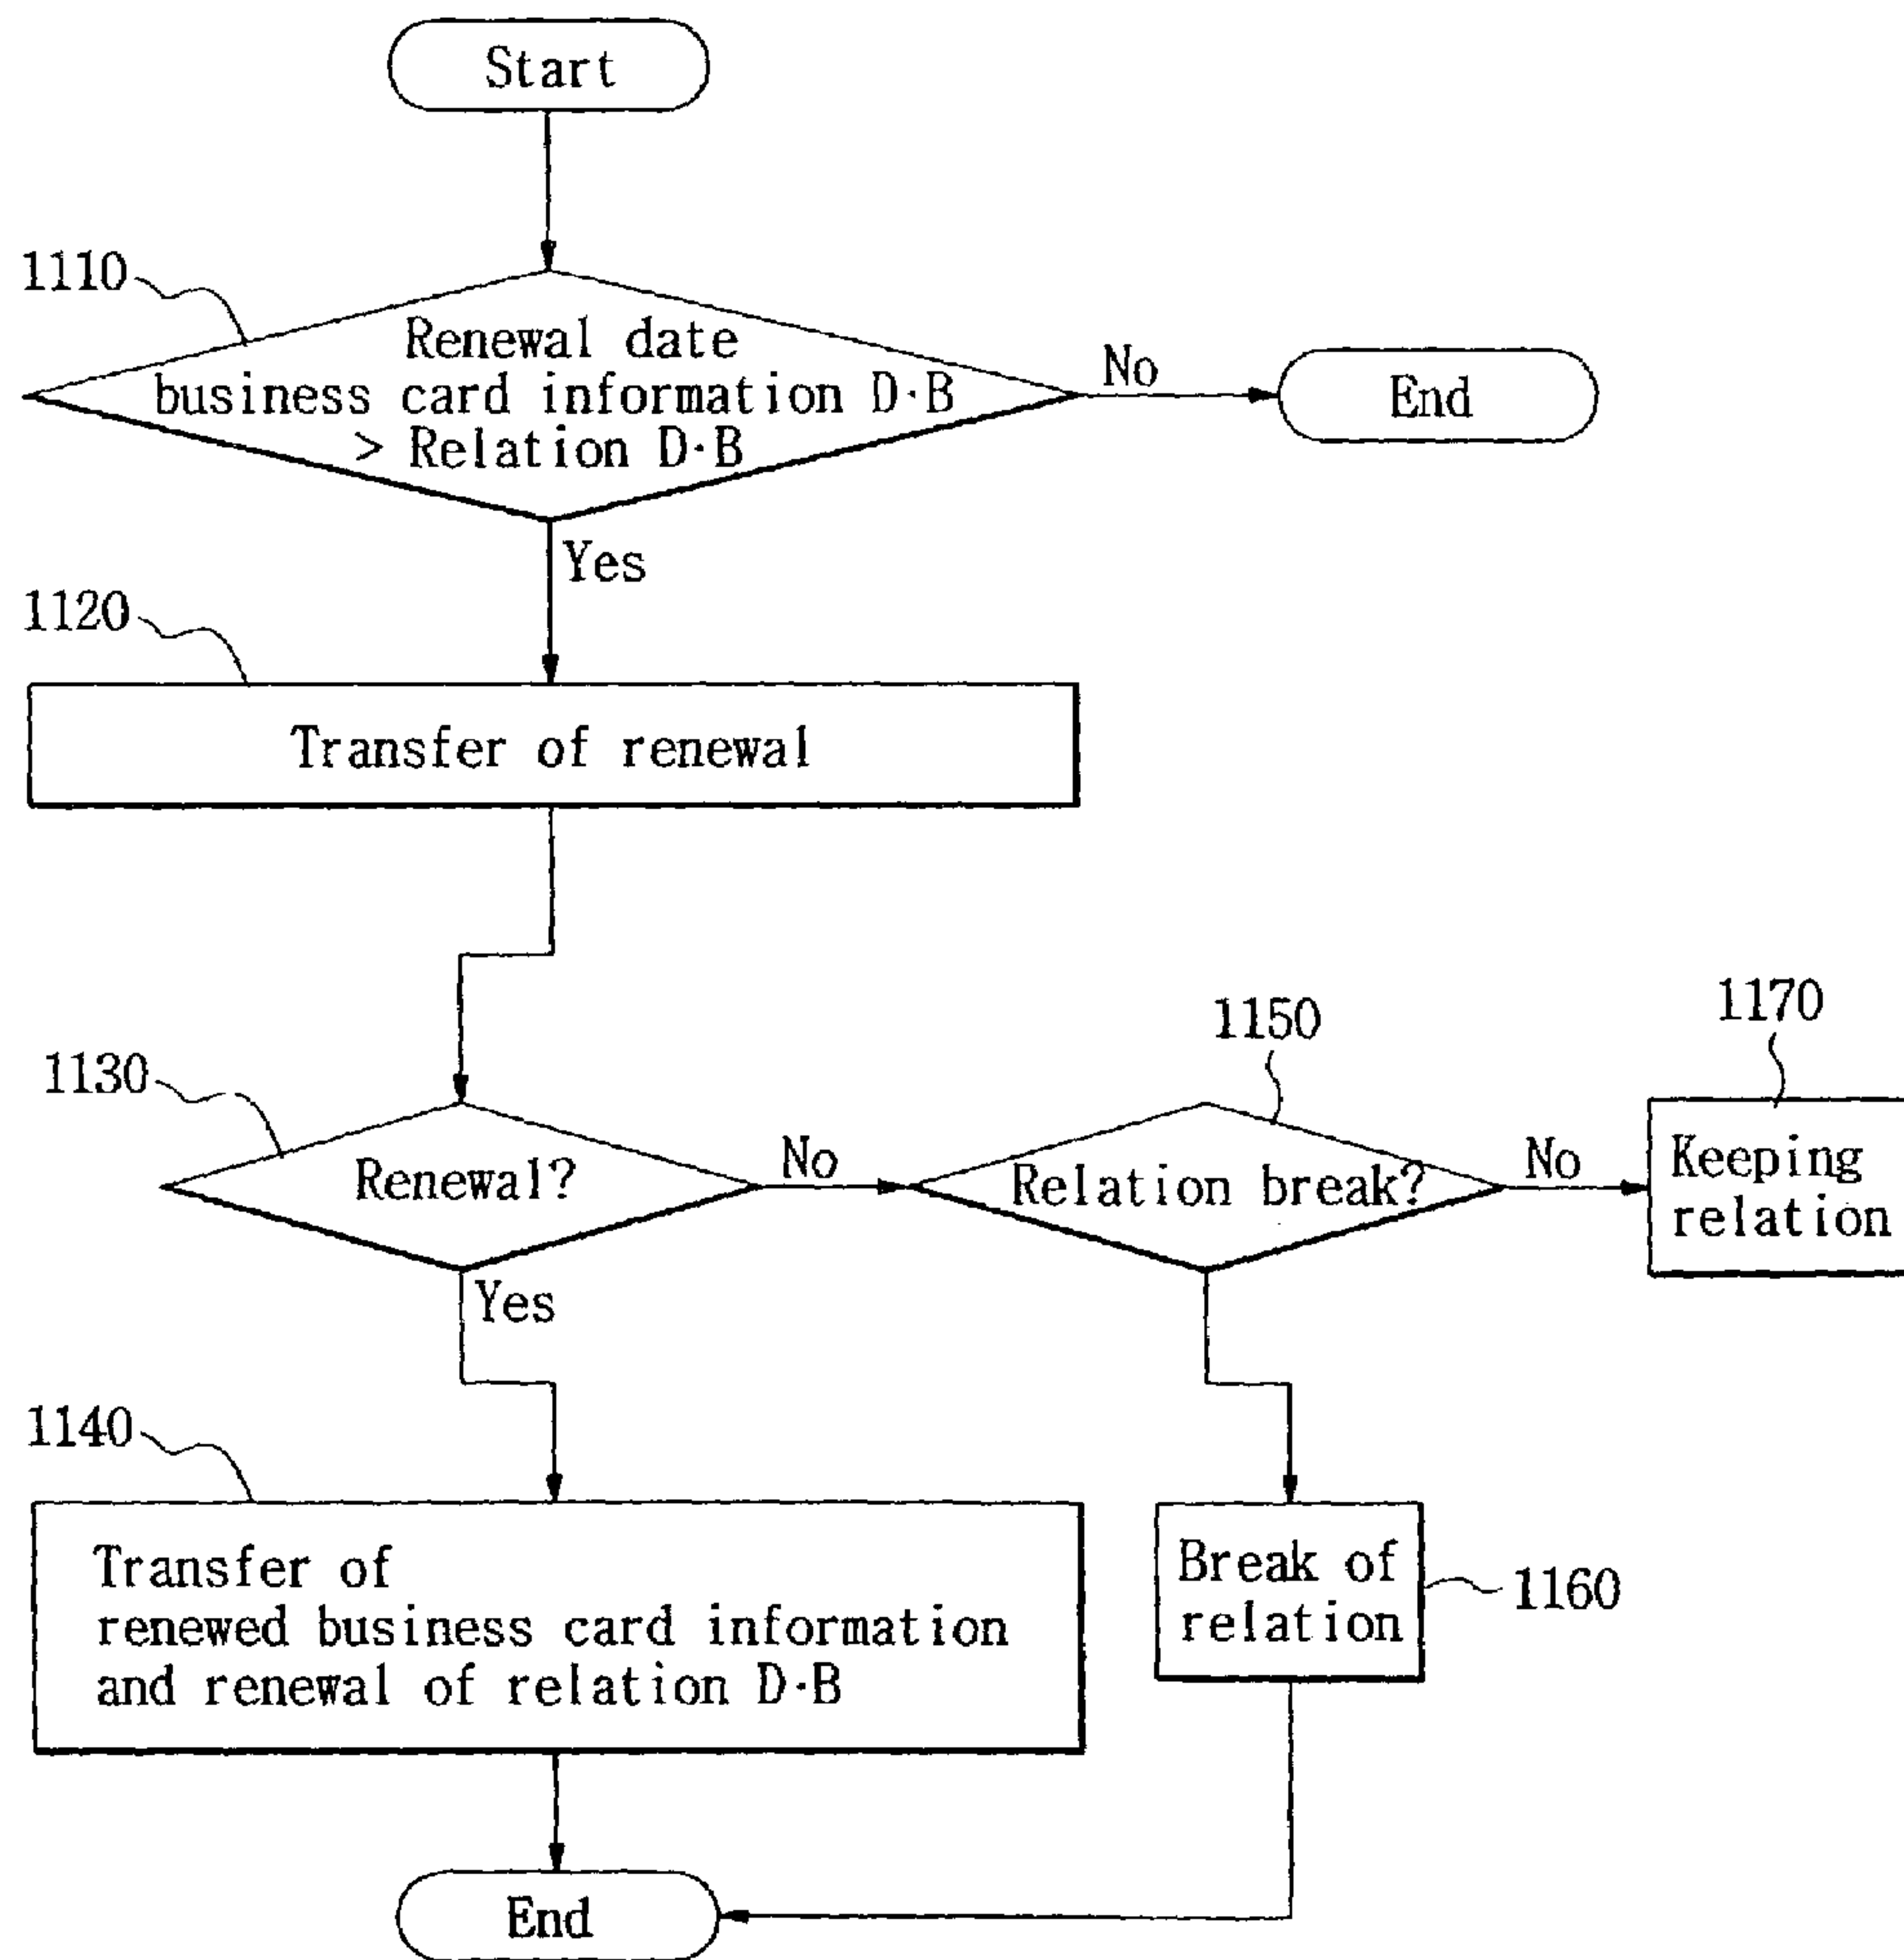 Start
1110
Renewal date
business card information D·B
> Relation D·B
No
End
Yes
1120
Transfer of renewal
1130
Renewal?
No
1150
Relation break?
No
1170
Keeping
relation
Yes
1140
Transfer of
renewed business card information
and renewal of relation D·B
Break of
relation
1160
End